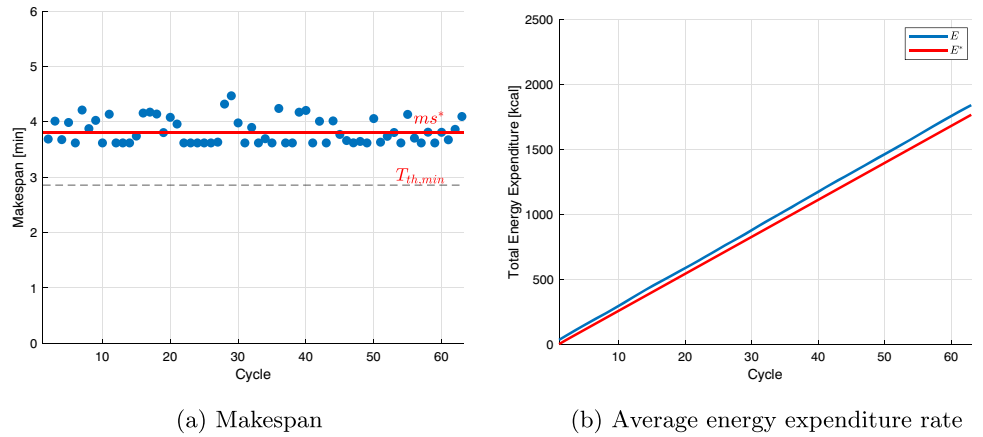 6
5
4
3
2
1
0
Makespan [min]
ms*
T_th,min
10 20 30 40 50 60
Cycle
(a) Makespan
2500
2000
1500
1000
500
0
Total Energy Expenditure [kcal]
E
E*
10 20 30 40 50 60
Cycle
(b) Average energy expenditure rate